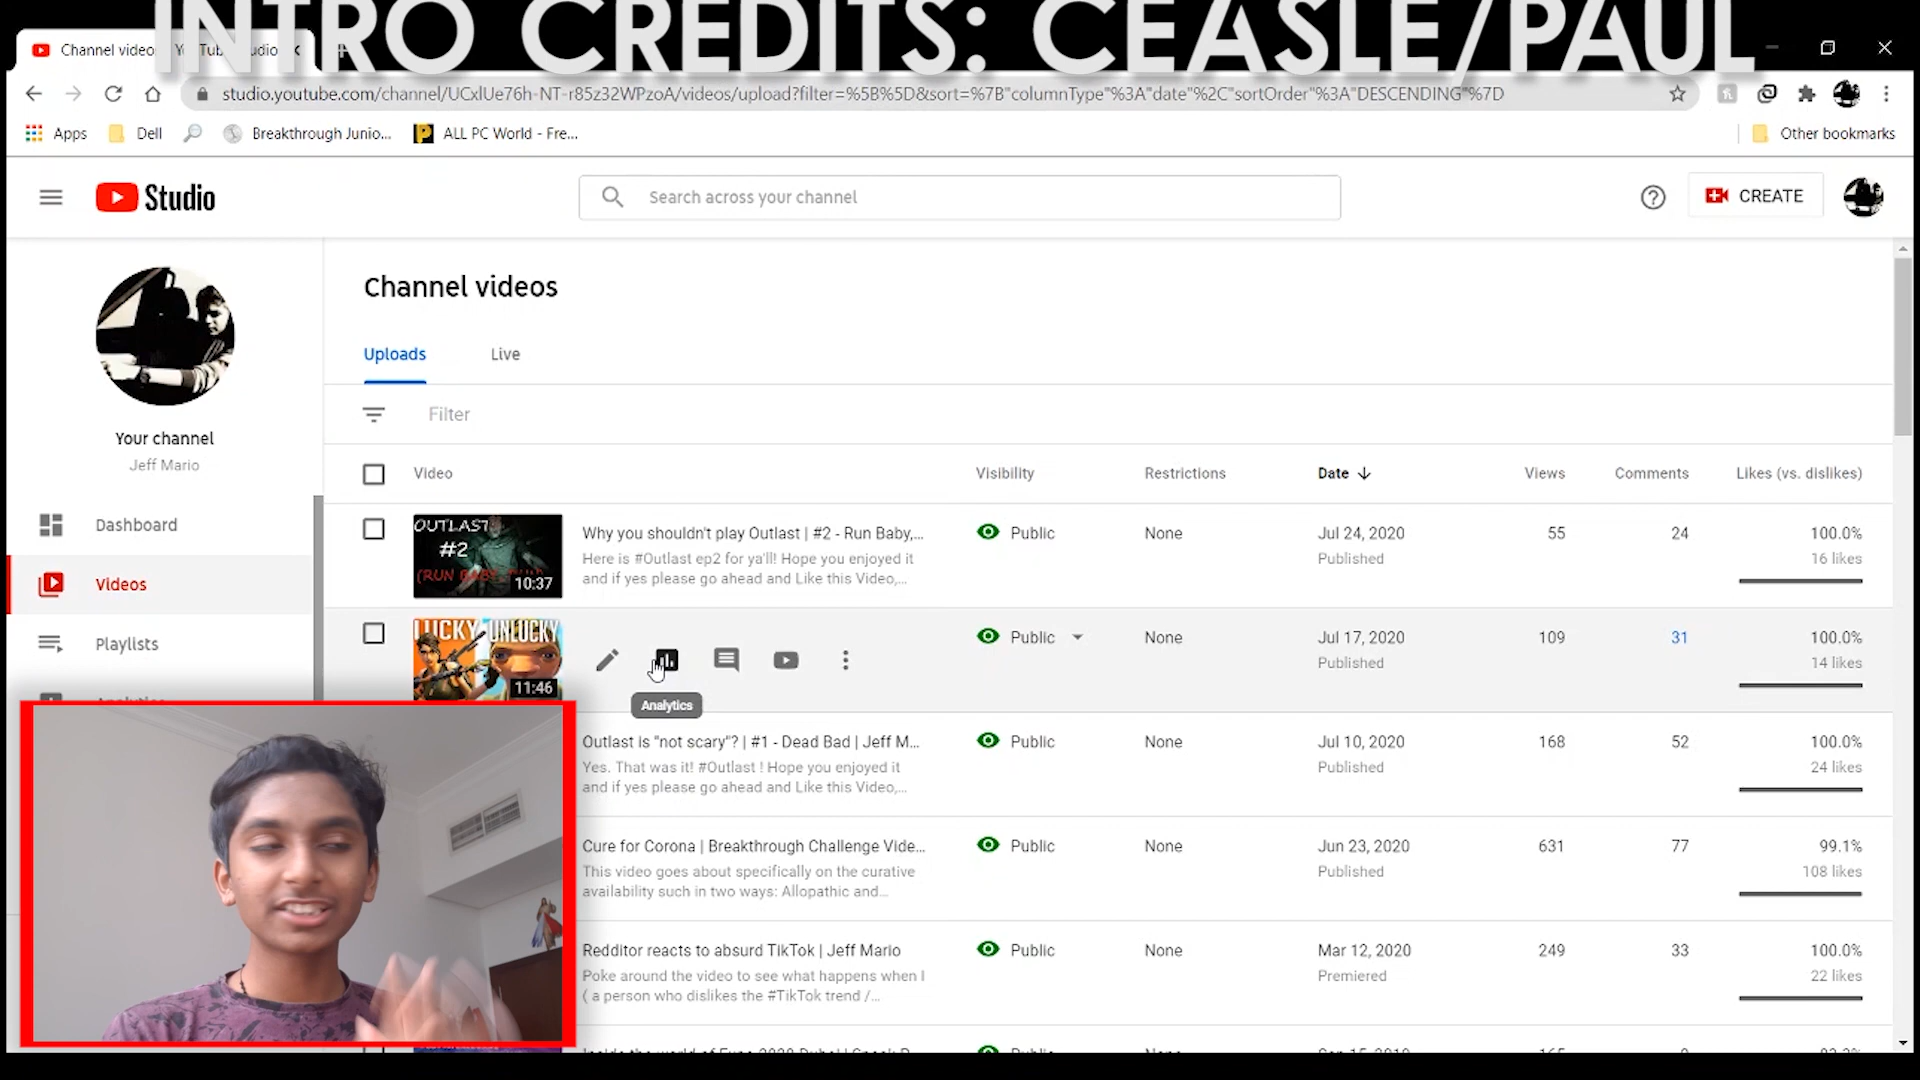 INTRO CREDITS: CEASLE/PAUL
Channel videos
studio.youtube.com/channel/UCxlUe76h-NT-r85z32WPzoA/videos/upload?filter=%5B%5D&sort=%7B"columnType"%3A"date"%2C"sortOrder"%3A"DESCENDING"%7D
Apps Dell Breakthrough Junio... ALL PC World - Fre... Other bookmarks
Studio Search across your channel CREATE
Channel videos
Your channel
Jeff Mario
Uploads Live
Filter
Video Visibility Restrictions Date Views Comments Likes (vs. dislikes)
Dashboard
Videos
Playlists
OUTLAST
#2
10:37
Why you shouldn't play Outlast | #2 - Run Baby,... Public None Jul 24, 2020 55 24 100.0%
Here is #Outlast ep2 for ya'll! Hope you enjoyed it Published 16 likes
and if yes please go ahead and Like this Video,...
LUCKY UNLUCKY
11:46
Public None Jul 17, 2020 109 31 100.0%
Published 14 likes
Analytics
Outlast is "not scary"? | #1 - Dead Bad | Jeff M... Public None Jul 10, 2020 168 52 100.0%
Yes. That was it! #Outlast ! Hope you enjoyed it Published 24 likes
and if yes please go ahead and Like this Video,...
Cure for Corona | Breakthrough Challenge Vide... Public None Jun 23, 2020 631 77 99.1%
This video goes about specifically on the curative Published 108 likes
availability such in two ways: Allopathic and...
Redditor reacts to absurd TikTok | Jeff Mario Public None Mar 12, 2020 249 33 100.0%
Poke around the video to see what happens when I Premiered 22 likes
( a person who dislikes the #TikTok trend /...